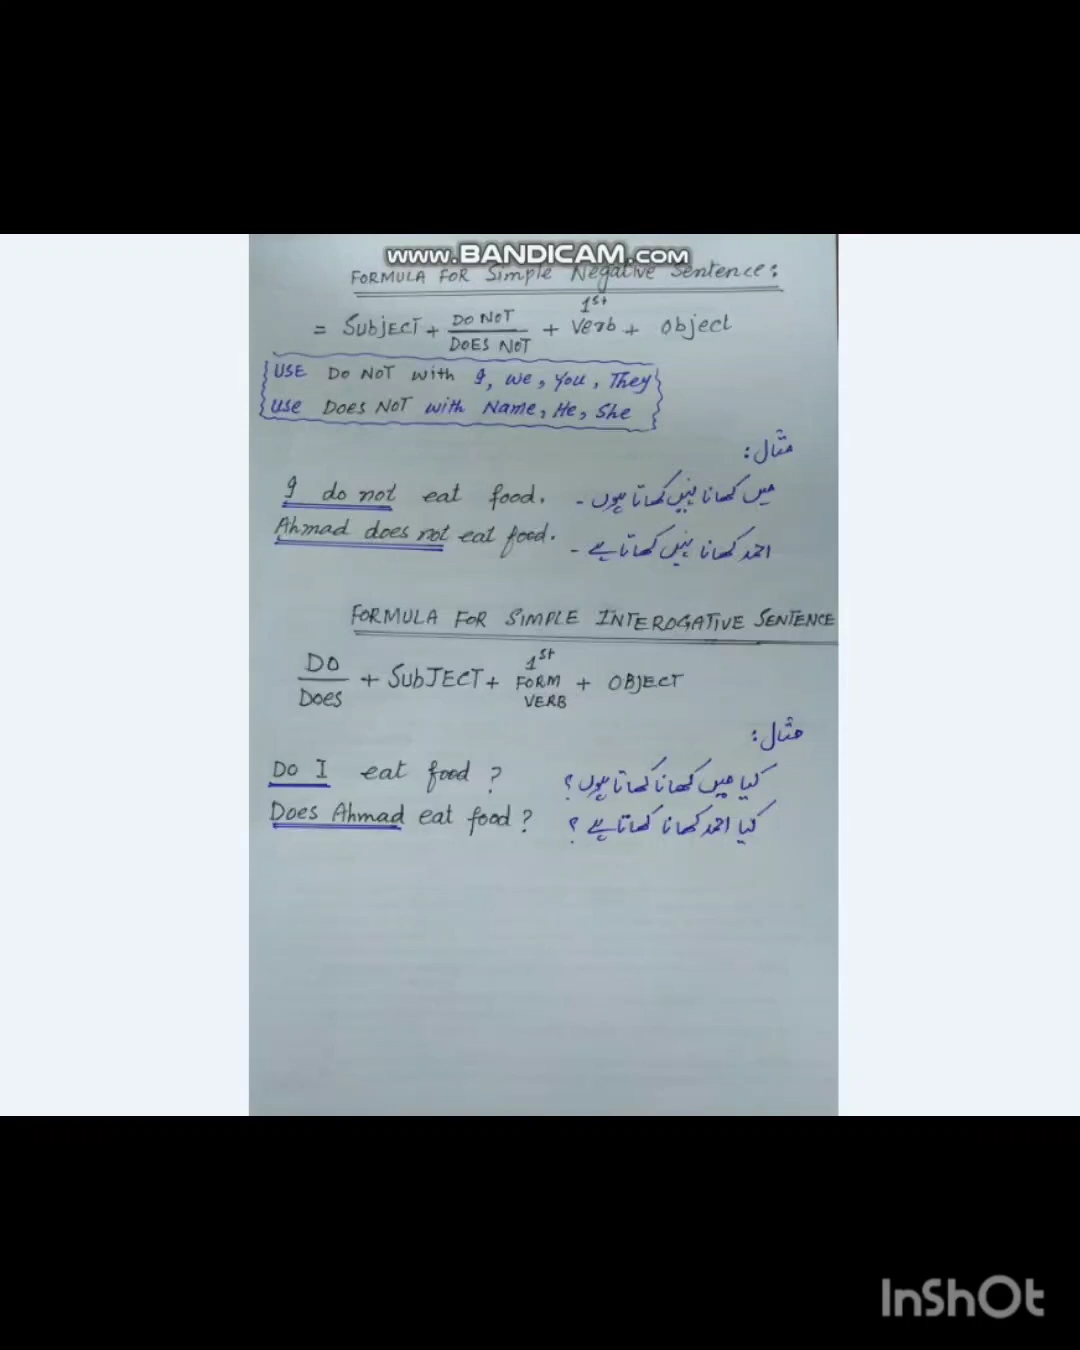 www.BANDICAM.com
FORMULA FOR Simple Negative Sentence:
= SUBJECT + DO NOT / DOES NOT + 1st Verb + Object
USE DO NOT with I, We, You, They
Use DOES NOT with Name, He, She
مثال:
I do not eat food. میں کھانا نہیں کھاتا ہوں -
Ahmad does not eat food. احمد کھانا نہیں کھاتا ہے -
FORMULA FOR SIMPLE INTEROGATIVE SENTENCE
DO / DOES + SUBJECT + 1st FORM VERB + OBJECT
مثال:
Do I eat food? کیا میں کھانا کھاتا ہوں؟
Does Ahmad eat food? کیا احمد کھانا کھاتا ہے؟
InShOt